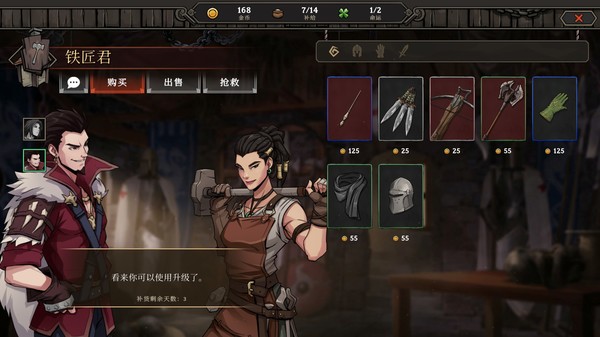 168
金币
7/14
补给
1/2
命运
铁匠君
购买
出售
抢救
125
25
25
55
125
55
55
看来你可以使用升级了。
补货剩余天数：3